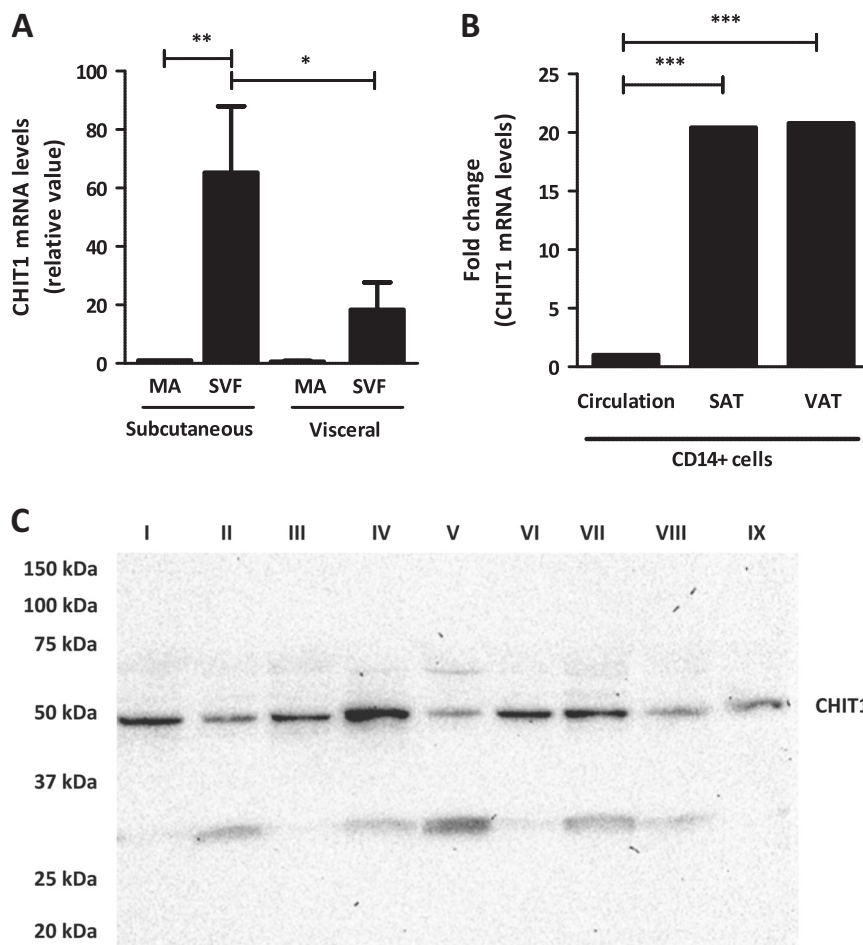 A
** 
*
100
80
60
40
20
0
CHIT1 mRNA levels
(relative value)
MA SVF MA SVF
Subcutaneous Visceral
B
***
***
25
20
15
10
5
0
Fold change
(CHIT1 mRNA levels)
Circulation SAT VAT
CD14+ cells
C
I II III IV V VI VII VIII IX
150 kDa
100 kDa
75 kDa
50 kDa
37 kDa
25 kDa
20 kDa
CHIT1